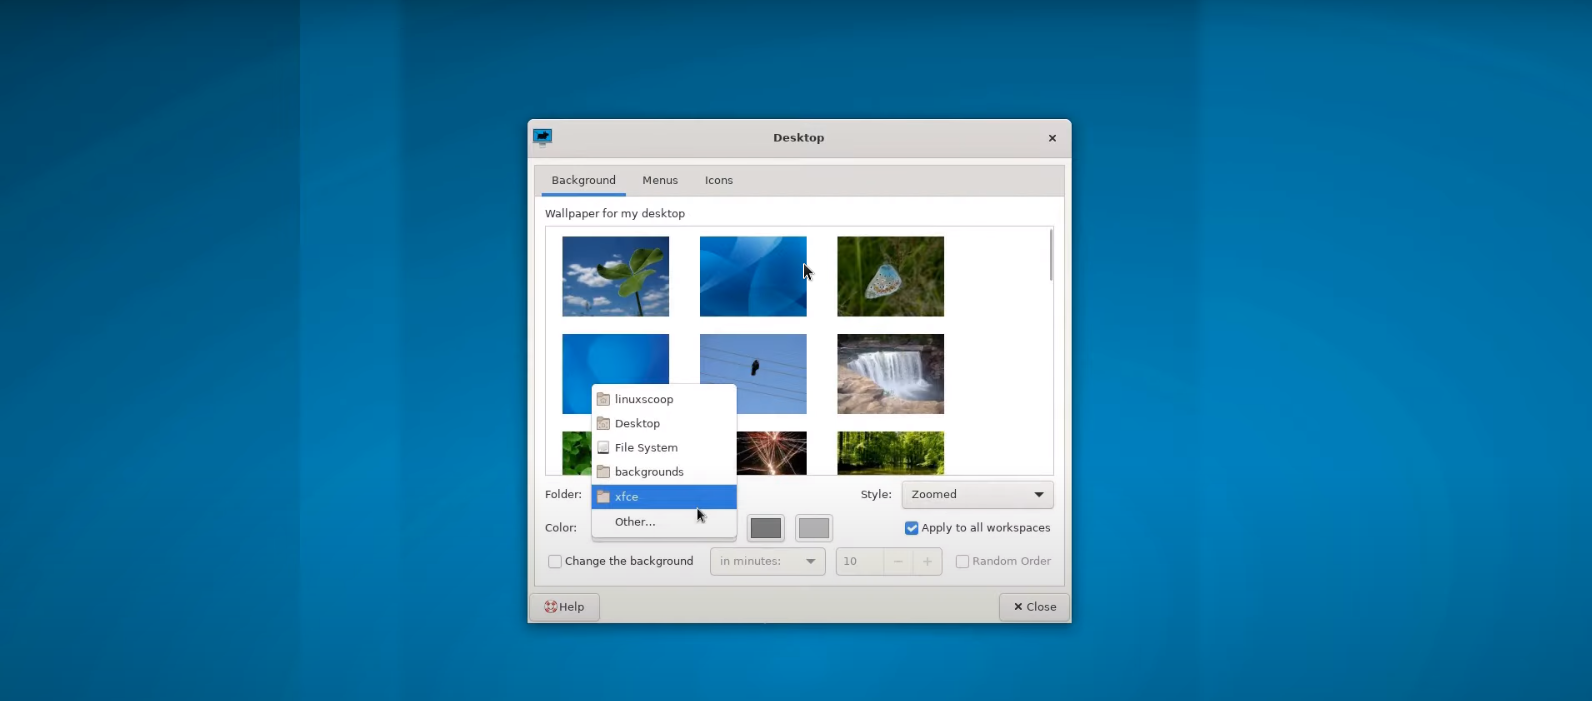 Desktop
Background Menus Icons
Wallpaper for my desktop
linuxscoop
Desktop
File System
backgrounds
xfce
Other...
Folder:
Style: Zoomed
Color:
Apply to all workspaces
Change the background in minutes: 10 − + Random Order
Help Close